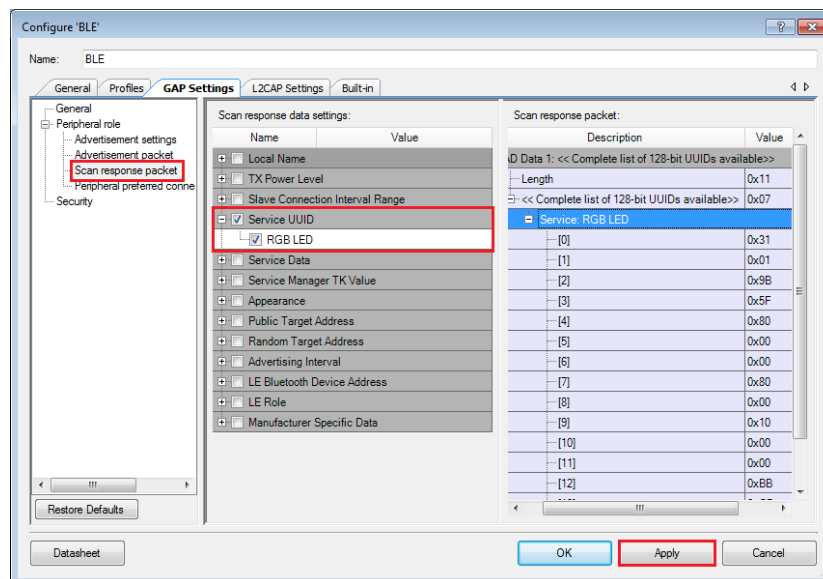 Configure 'BLE'
Name: BLE
General Profiles GAP Settings L2CAP Settings Built-in
General
Peripheral role
Advertisement settings
Advertisement packet
Scan response packet
Peripheral preferred conne
Security
Restore Defaults
Scan response data settings:
Name Value
Local Name
TX Power Level
Slave Connection Interval Range
Service UUID
RGB LED
Service Data
Service Manager TK Value
Appearance
Public Target Address
Random Target Address
Advertising Interval
LE Bluetooth Device Address
LE Role
Manufacturer Specific Data
Scan response packet:
Description Value
D Data 1: << Complete list of 128-bit UUIDs available>>
Length 0x11
<< Complete list of 128-bit UUIDs available>> 0x07
Service: RGB LED
[0] 0x31
[1] 0x01
[2] 0x9B
[3] 0x5F
[4] 0x80
[5] 0x00
[6] 0x00
[7] 0x80
[8] 0x00
[9] 0x10
[10] 0x00
[11] 0x00
[12] 0xBB
Datasheet OK Apply Cancel